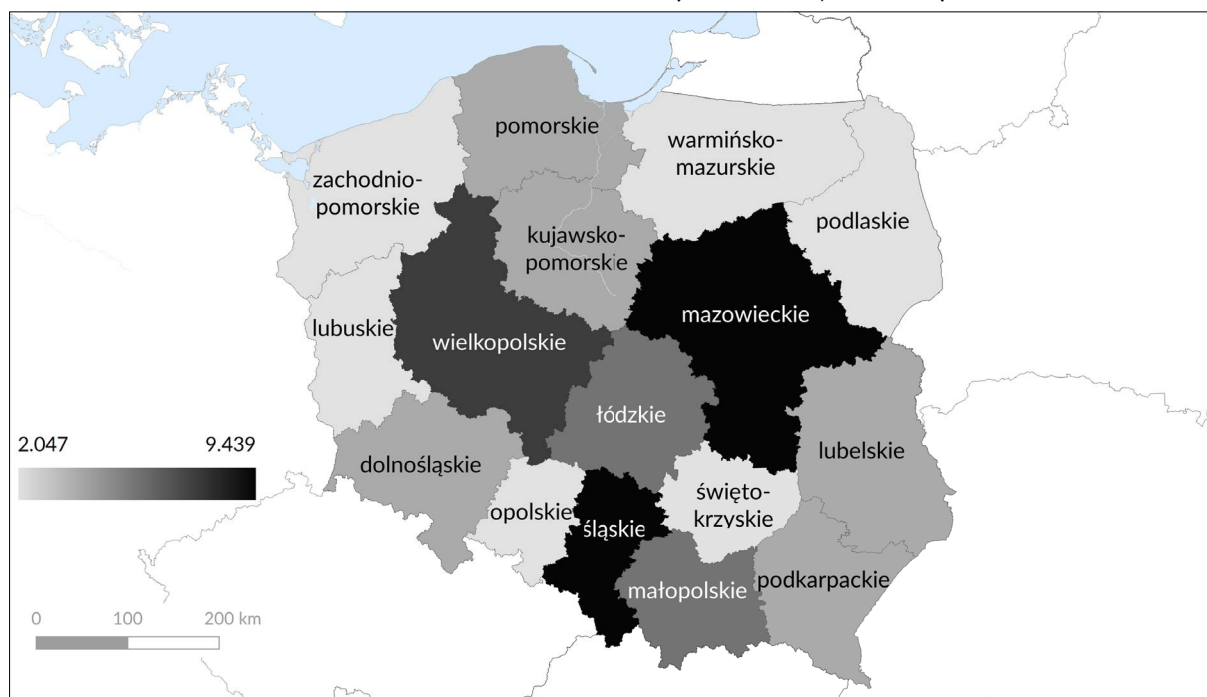 pomorskie
warmińsko-
mazurskie
zachodnio-
pomorskie
podlaskie
kujawsko-
pomorskie
mazowieckie
lubuskie
wielkopolskie
łódzkie
2.047 9.439
lubelskie
dolnośląskie
święto-
krzyskie
opolskie
śląskie
podkarpackie
małopolskie
0 100 200 km